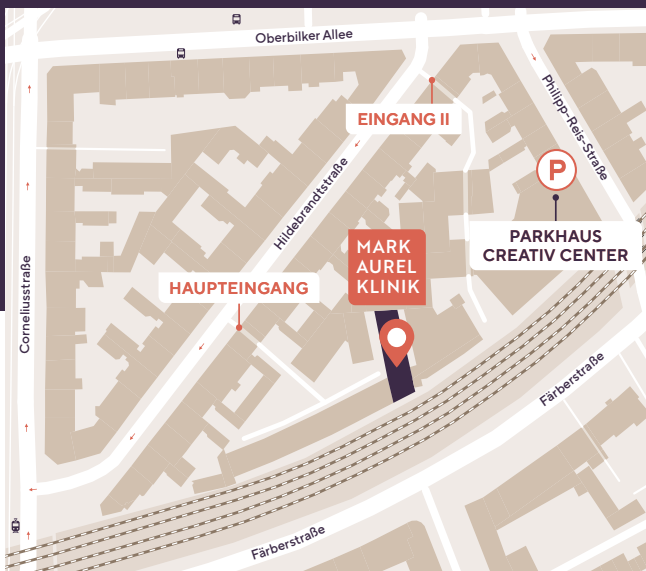 Oberbilker Allee
Philipp-Reis-Straße
EINGANG II
P
Hildebrandtstraße
PARKHAUS
CREATIV CENTER
MARK
AUREL
KLINIK
HAUPTEINGANG
Corneliusstraße
Färberstraße
Färberstraße